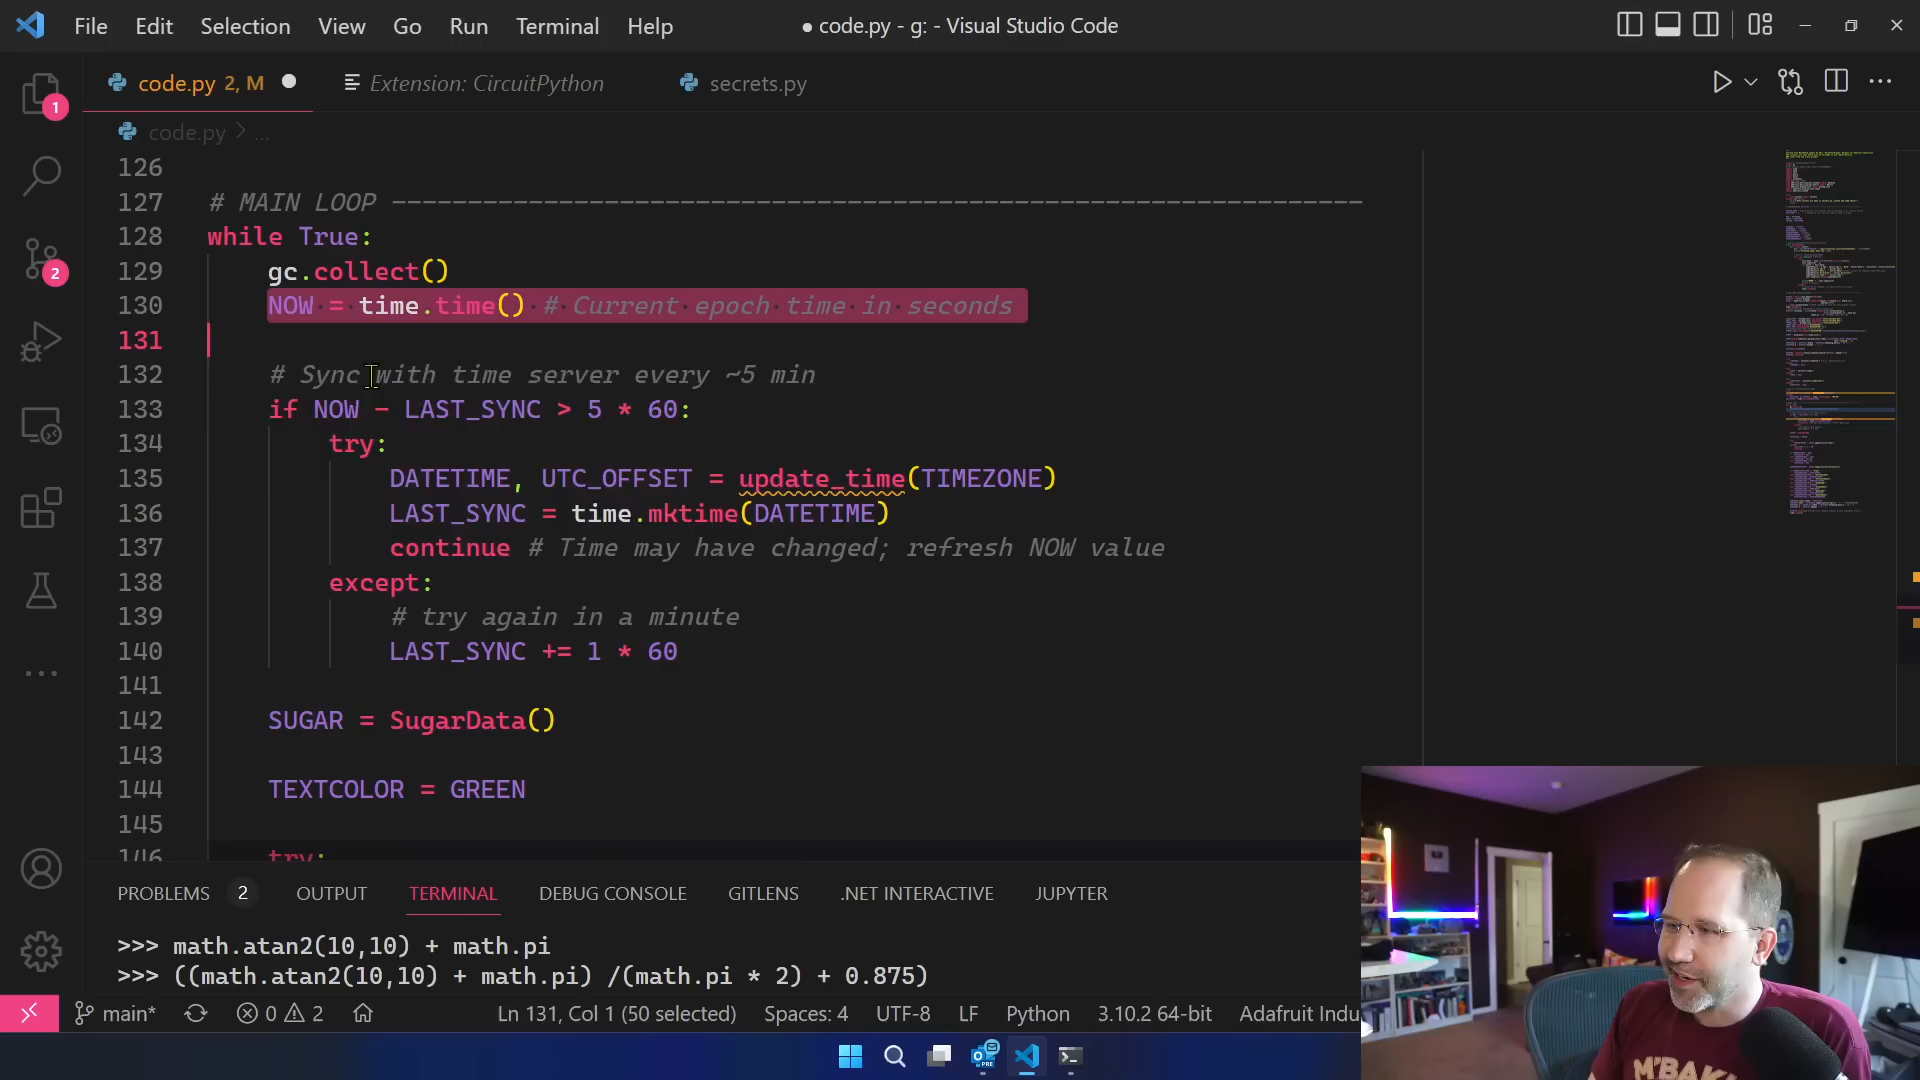 File Edit Selection View Go Run Terminal Help ● code.py - g: - Visual Studio Code
code.py 2, M Extension: CircuitPython secrets.py
1
code.py > ...
126
127 # MAIN LOOP ----------------------------------------------------------------
128 while True:
129 gc.collect()
130 NOW = time.time() # Current epoch time in seconds
131
132 # Sync with time server every ~5 min
133 if NOW - LAST_SYNC > 5 * 60:
2
134 try:
135 DATETIME, UTC_OFFSET = update_time(TIMEZONE)
136 LAST_SYNC = time.mktime(DATETIME)
137 continue # Time may have changed; refresh NOW value
138 except:
139 # try again in a minute
140 LAST_SYNC += 1 * 60
141
142 SUGAR = SugarData()
143
144 TEXTCOLOR = GREEN
145
146 try:
PROBLEMS 2 OUTPUT TERMINAL DEBUG CONSOLE GITLENS .NET INTERACTIVE JUPYTER
>>> math.atan2(10,10) + math.pi
>>> ((math.atan2(10,10) + math.pi) /(math.pi * 2) + 0.875)
main* 0 2 Ln 131, Col 1 (50 selected) Spaces: 4 UTF-8 LF Python 3.10.2 64-bit Adafruit Indu